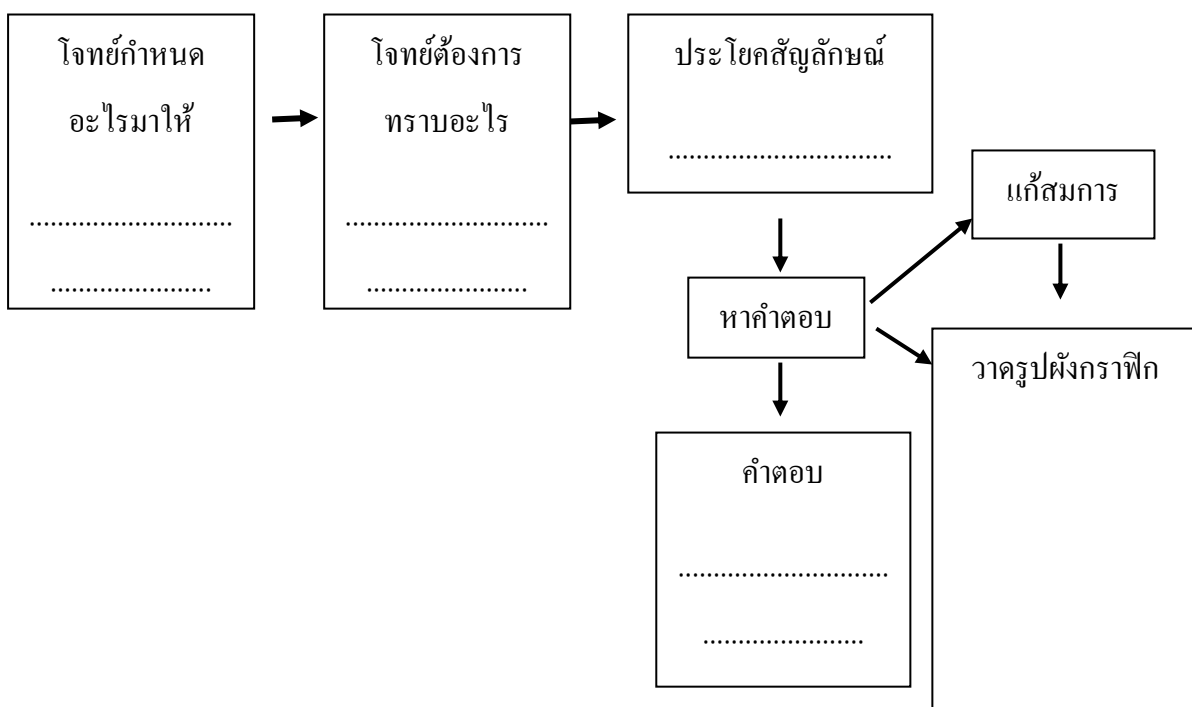 โจทย์กำหนด
อะไรมาให้
.............................
.......................
โจทย์ต้องการ
ทราบอะไร
.............................
.......................
ประโยคสัญลักษณ์
................................
แก้สมการ
หาคำตอบ
วาดรูปผังกราฟิก
คำตอบ
..............................
.......................